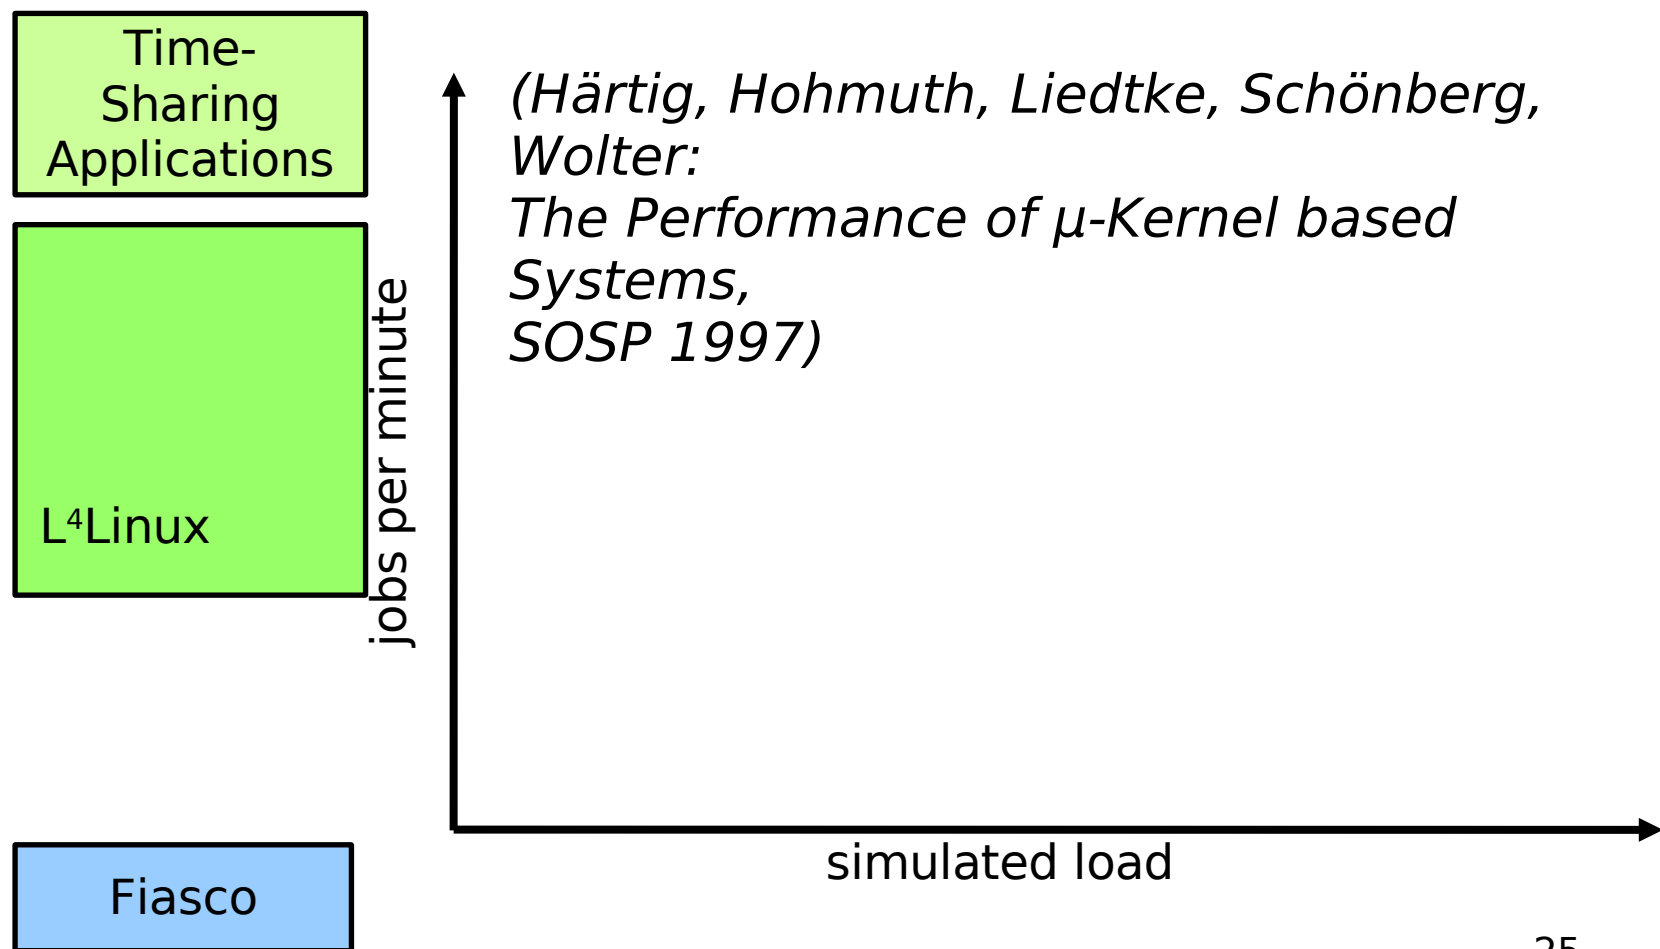 Time-
Sharing
Applications
(Härtig, Hohmuth, Liedtke, Schönberg,
Wolter:
The Performance of µ-Kernel based
Systems,
SOSP 1997)
jobs per minute
L⁴Linux
simulated load
Fiasco
25